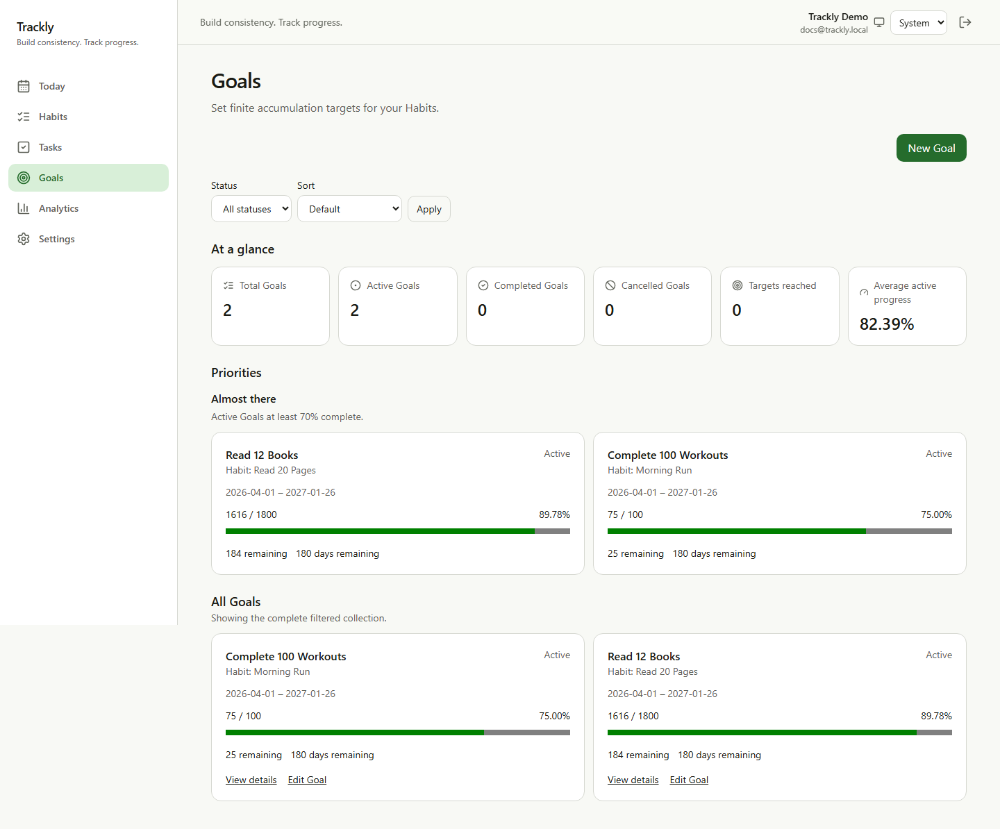 Trackly
Build consistency. Track progress.
Today
Habits
Tasks
Goals
Analytics
Settings
Build consistency. Track progress.
Trackly Demo
docs@trackly.local
System
Goals
Set finite accumulation targets for your Habits.
New Goal
Status
Sort
All statuses
Default
Apply
At a glance
Total Goals
2
Active Goals
2
Completed Goals
0
Cancelled Goals
0
Targets reached
0
Average active
progress
82.39%
Priorities
Almost there
Active Goals at least 70% complete.
Read 12 Books
Active
Habit: Read 20 Pages
2026-04-01 – 2027-01-26
1616 / 1800
89.78%
184 remaining 180 days remaining
Complete 100 Workouts
Active
Habit: Morning Run
2026-04-01 – 2027-01-26
75 / 100
75.00%
25 remaining 180 days remaining
All Goals
Showing the complete filtered collection.
Complete 100 Workouts
Active
Habit: Morning Run
2026-04-01 – 2027-01-26
75 / 100
75.00%
25 remaining 180 days remaining
View details Edit Goal
Read 12 Books
Active
Habit: Read 20 Pages
2026-04-01 – 2027-01-26
1616 / 1800
89.78%
184 remaining 180 days remaining
View details Edit Goal